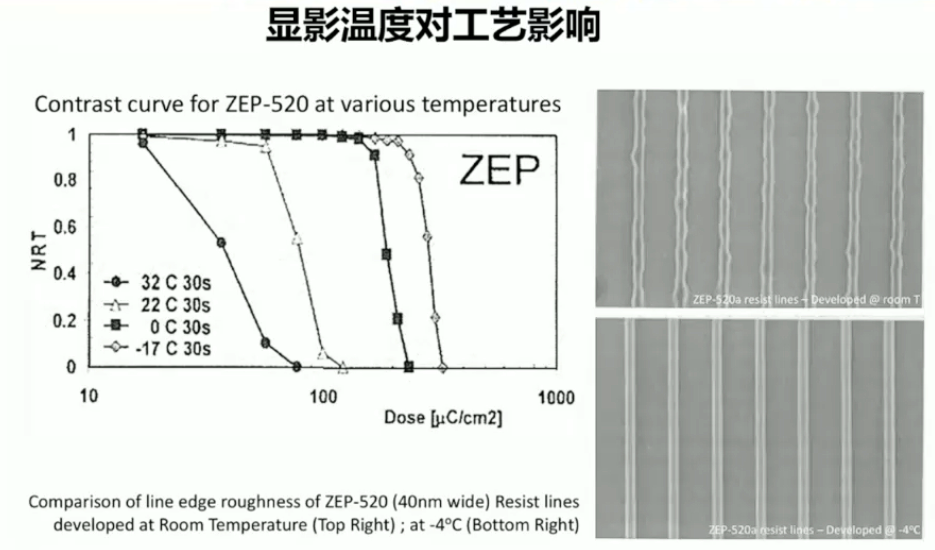 显影温度对工艺影响
Contrast curve for ZEP-520 at various temperatures
1
0.8
0.6
0.4
0.2
0
NRT
ZEP
32 C 30s
22 C 30s
0 C 30s
-17 C 30s
10
100
1000
Dose [µC/cm2]
ZEP-520a resist lines – Developed @ room T
ZEP-520a resist lines – Developed @ -4°C
Comparison of line edge roughness of ZEP-520 (40nm wide) Resist lines
developed at Room Temperature (Top Right) ; at -4°C (Bottom Right)